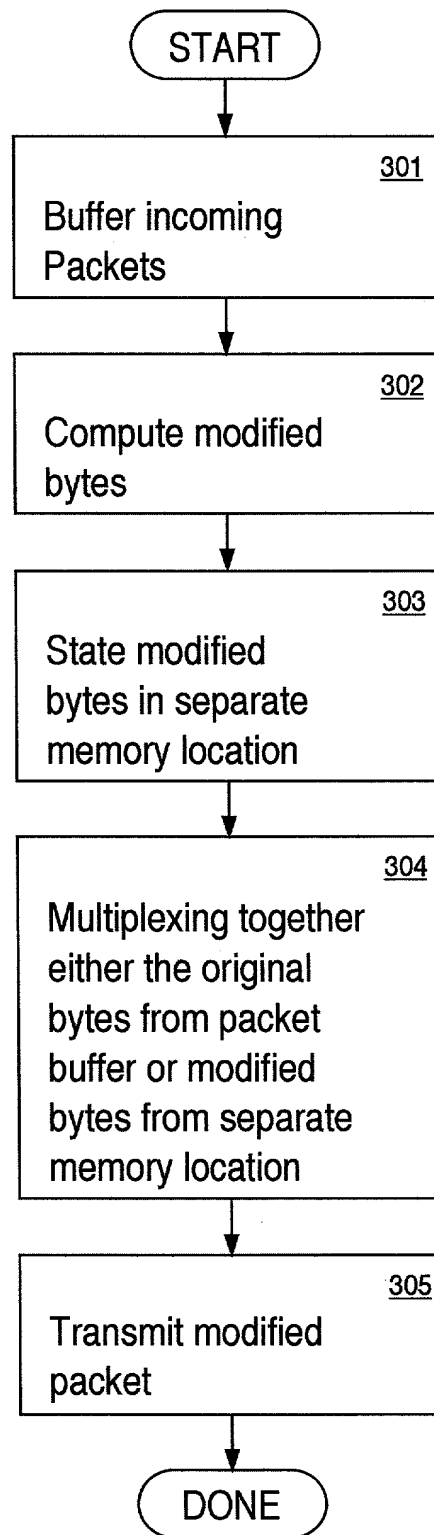 START
301
Buffer incoming
Packets
302
Compute modified
bytes
303
State modified
bytes in separate
memory location
304
Multiplexing together
either the original
bytes from packet
buffer or modified
bytes from separate
memory location
305
Transmit modified
packet
DONE